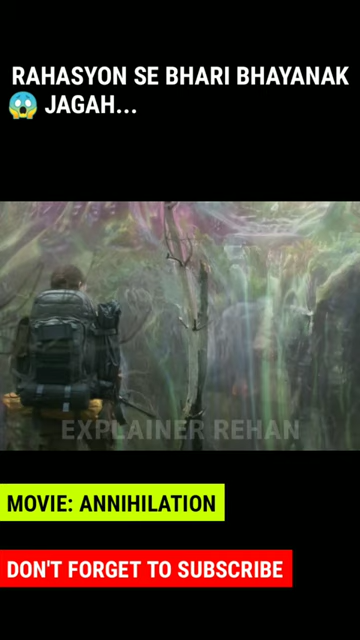 RAHASYON SE BHARI BHAYANAK
😱 JAGAH...
EXPLAINER REHAN
MOVIE: ANNIHILATION
DON'T FORGET TO SUBSCRIBE